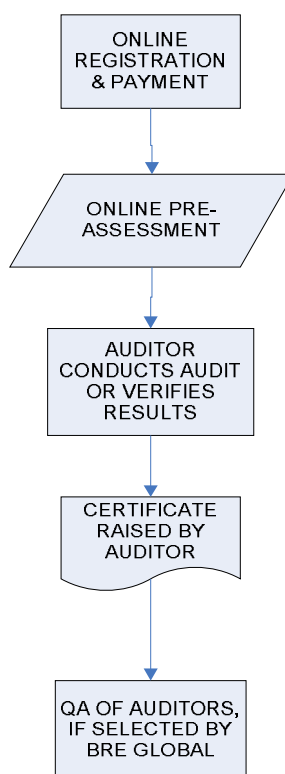 ONLINE
REGISTRATION
& PAYMENT
ONLINE PRE-
ASSESSMENT
AUDITOR
CONDUCTS AUDIT
OR VERIFIES
RESULTS
CERTIFICATE
RAISED BY
AUDITOR
QA OF AUDITORS,
IF SELECTED BY
BRE GLOBAL